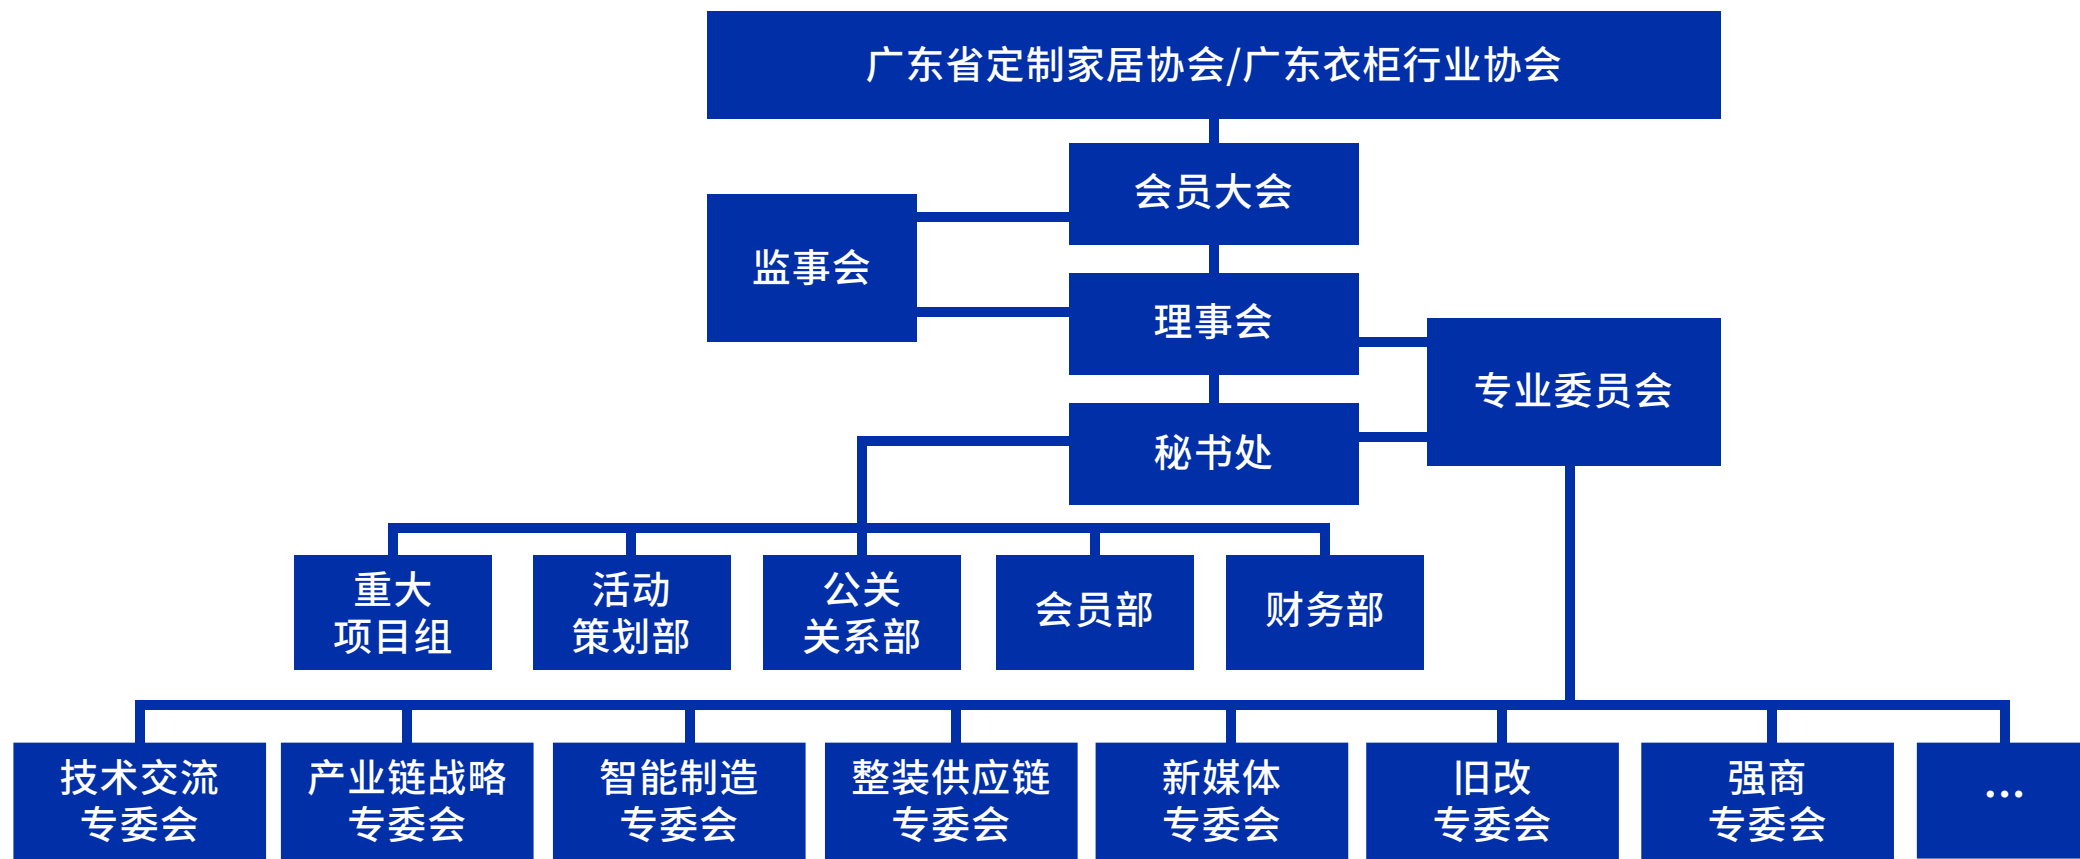 广东省定制家居协会/广东衣柜行业协会
会员大会
监事会
理事会
专业委员会
秘书处
重大
项目组
活动
策划部
公关
关系部
会员部
财务部
技术交流
专委会
产业链战略
专委会
智能制造
专委会
整装供应链
专委会
新媒体
专委会
旧改
专委会
强商
专委会
...